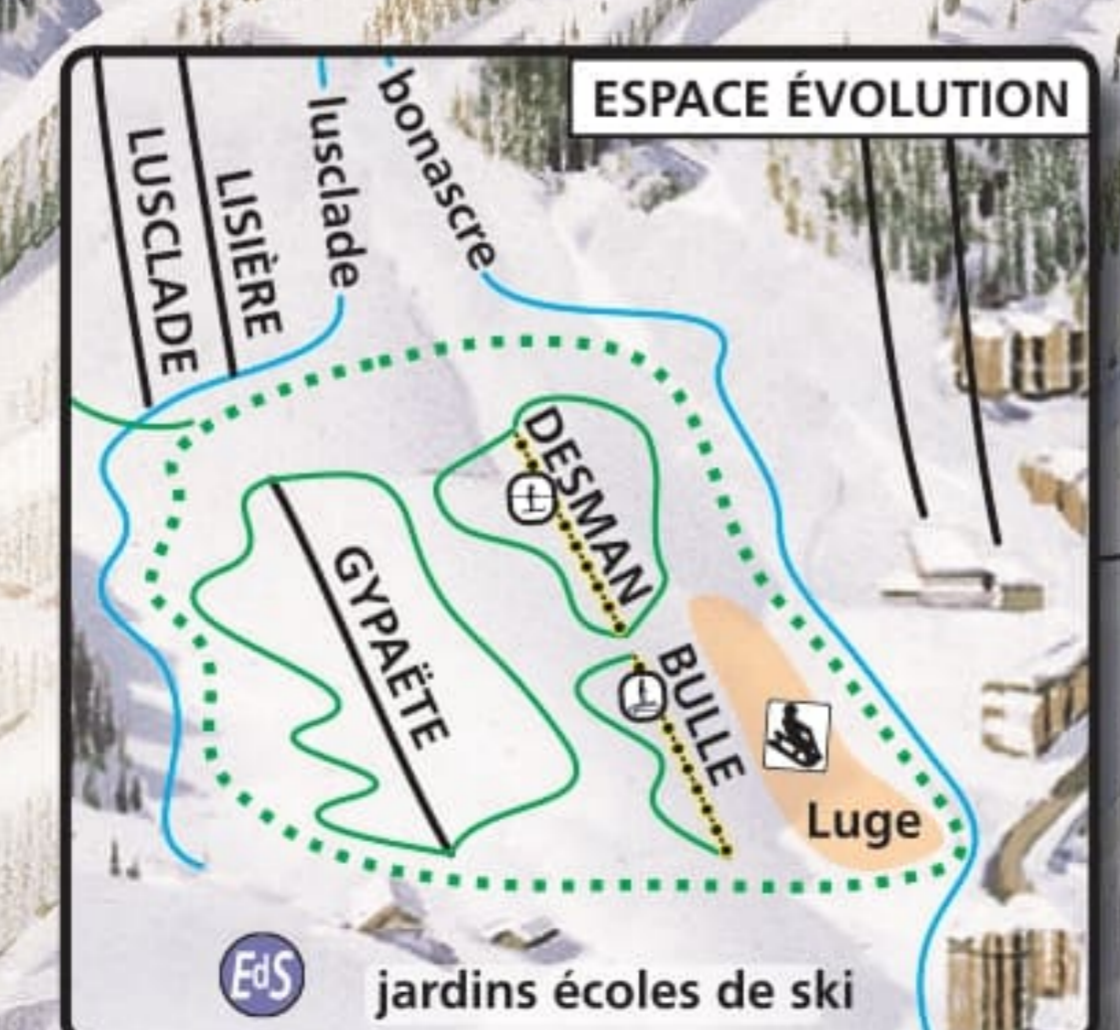 ESPACE ÉVOLUTION
LUSCLADE
LISIÈRE
lusclade
bonascre
DESMAN
GYPAËTE
BULLE
Luge
EdS
jardins écoles de ski